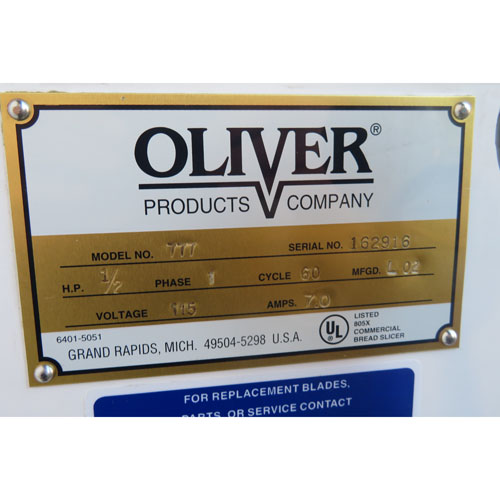 OLIVER®
PRODUCTS COMPANY
MODEL NO. 777 SERIAL NO. 162916
H.P. 1/2 PHASE 1 CYCLE 60 MFGD. L 02
VOLTAGE 115 AMPS. 7.0
6401-5051
GRAND RAPIDS, MICH. 49504-5298 U.S.A.
UL LISTED
805X
COMMERCIAL
BREAD SLICER
FOR REPLACEMENT BLADES,
PARTS, OR SERVICE CONTACT